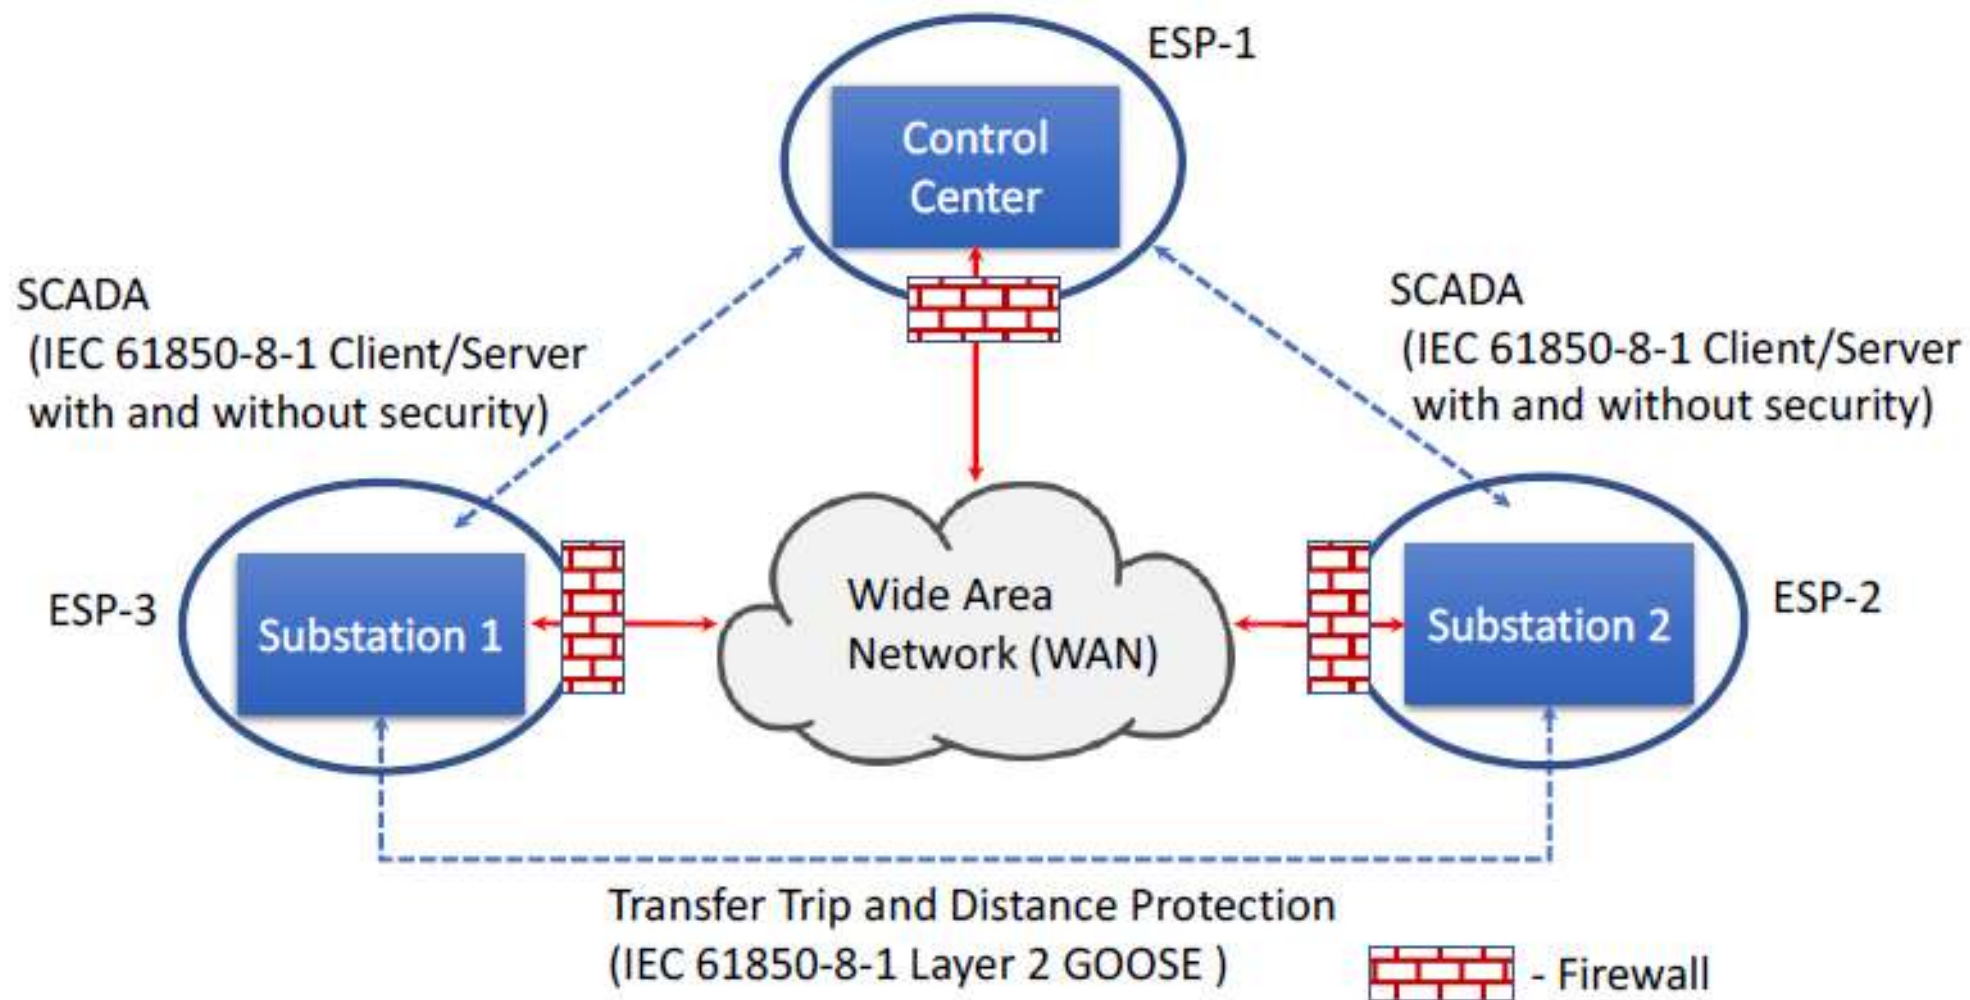 ESP-1
Control
Center
SCADA
(IEC 61850-8-1 Client/Server
with and without security)
SCADA
(IEC 61850-8-1 Client/Server
with and without security)
ESP-3
Substation 1
Wide Area
Network (WAN)
Substation 2
ESP-2
Transfer Trip and Distance Protection
(IEC 61850-8-1 Layer 2 GOOSE )
- Firewall